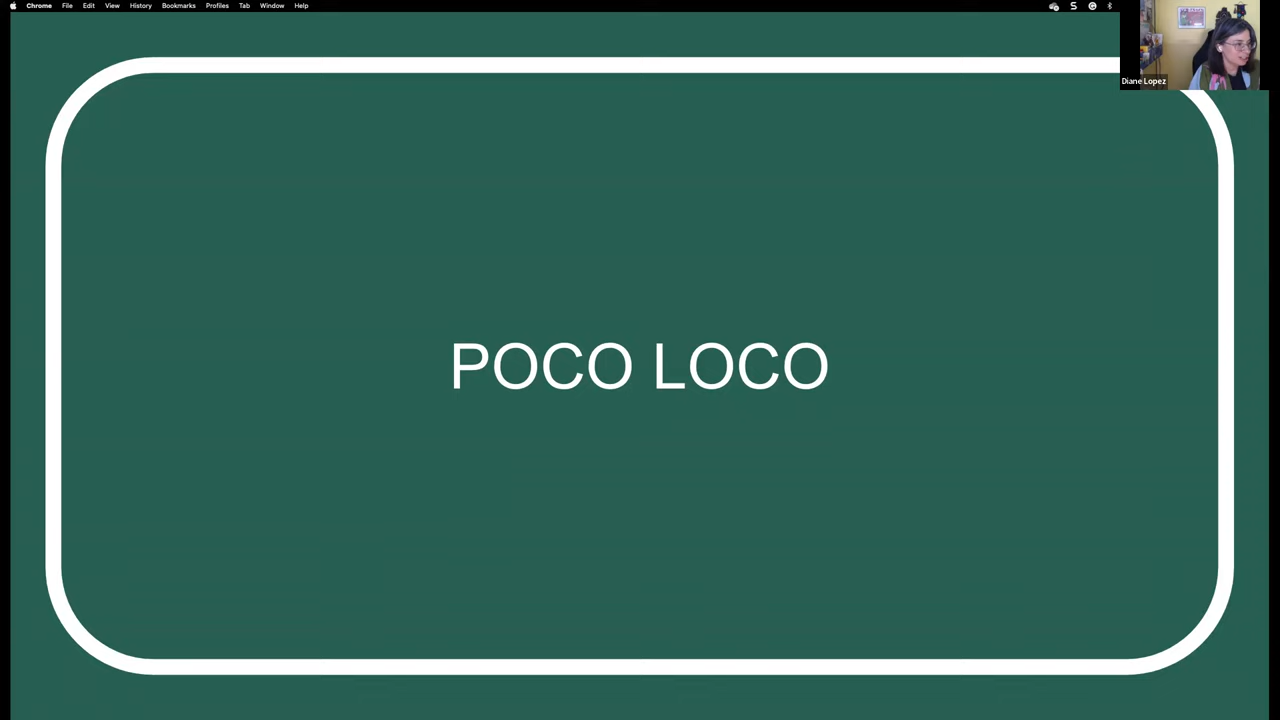 Chrome File Edit View History Bookmarks Profiles Tab Window Help
Diane Lopez
POCO LOCO